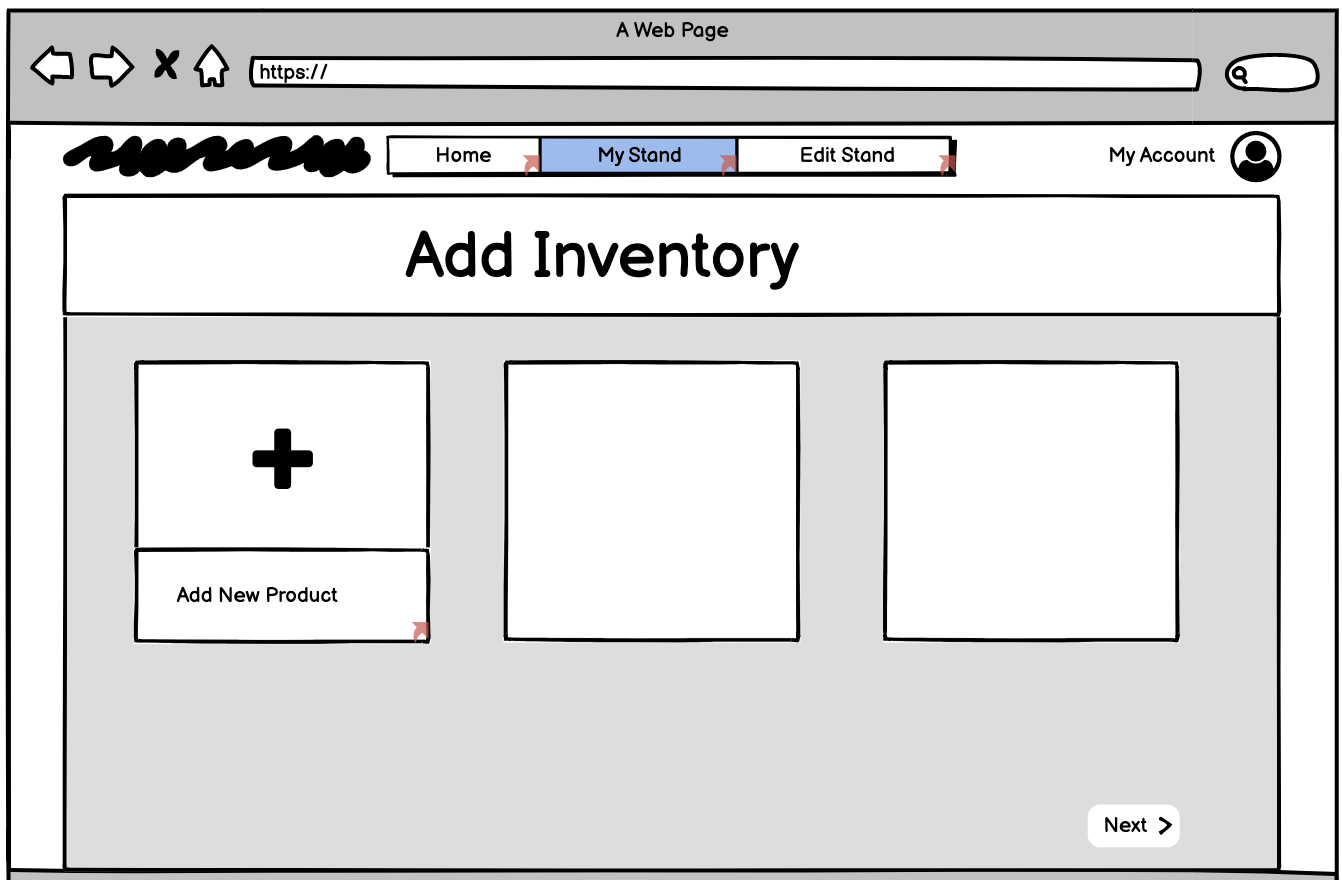 A Web Page
https://
Home
My Stand
Edit Stand
My Account
Add Inventory
Add New Product
Next